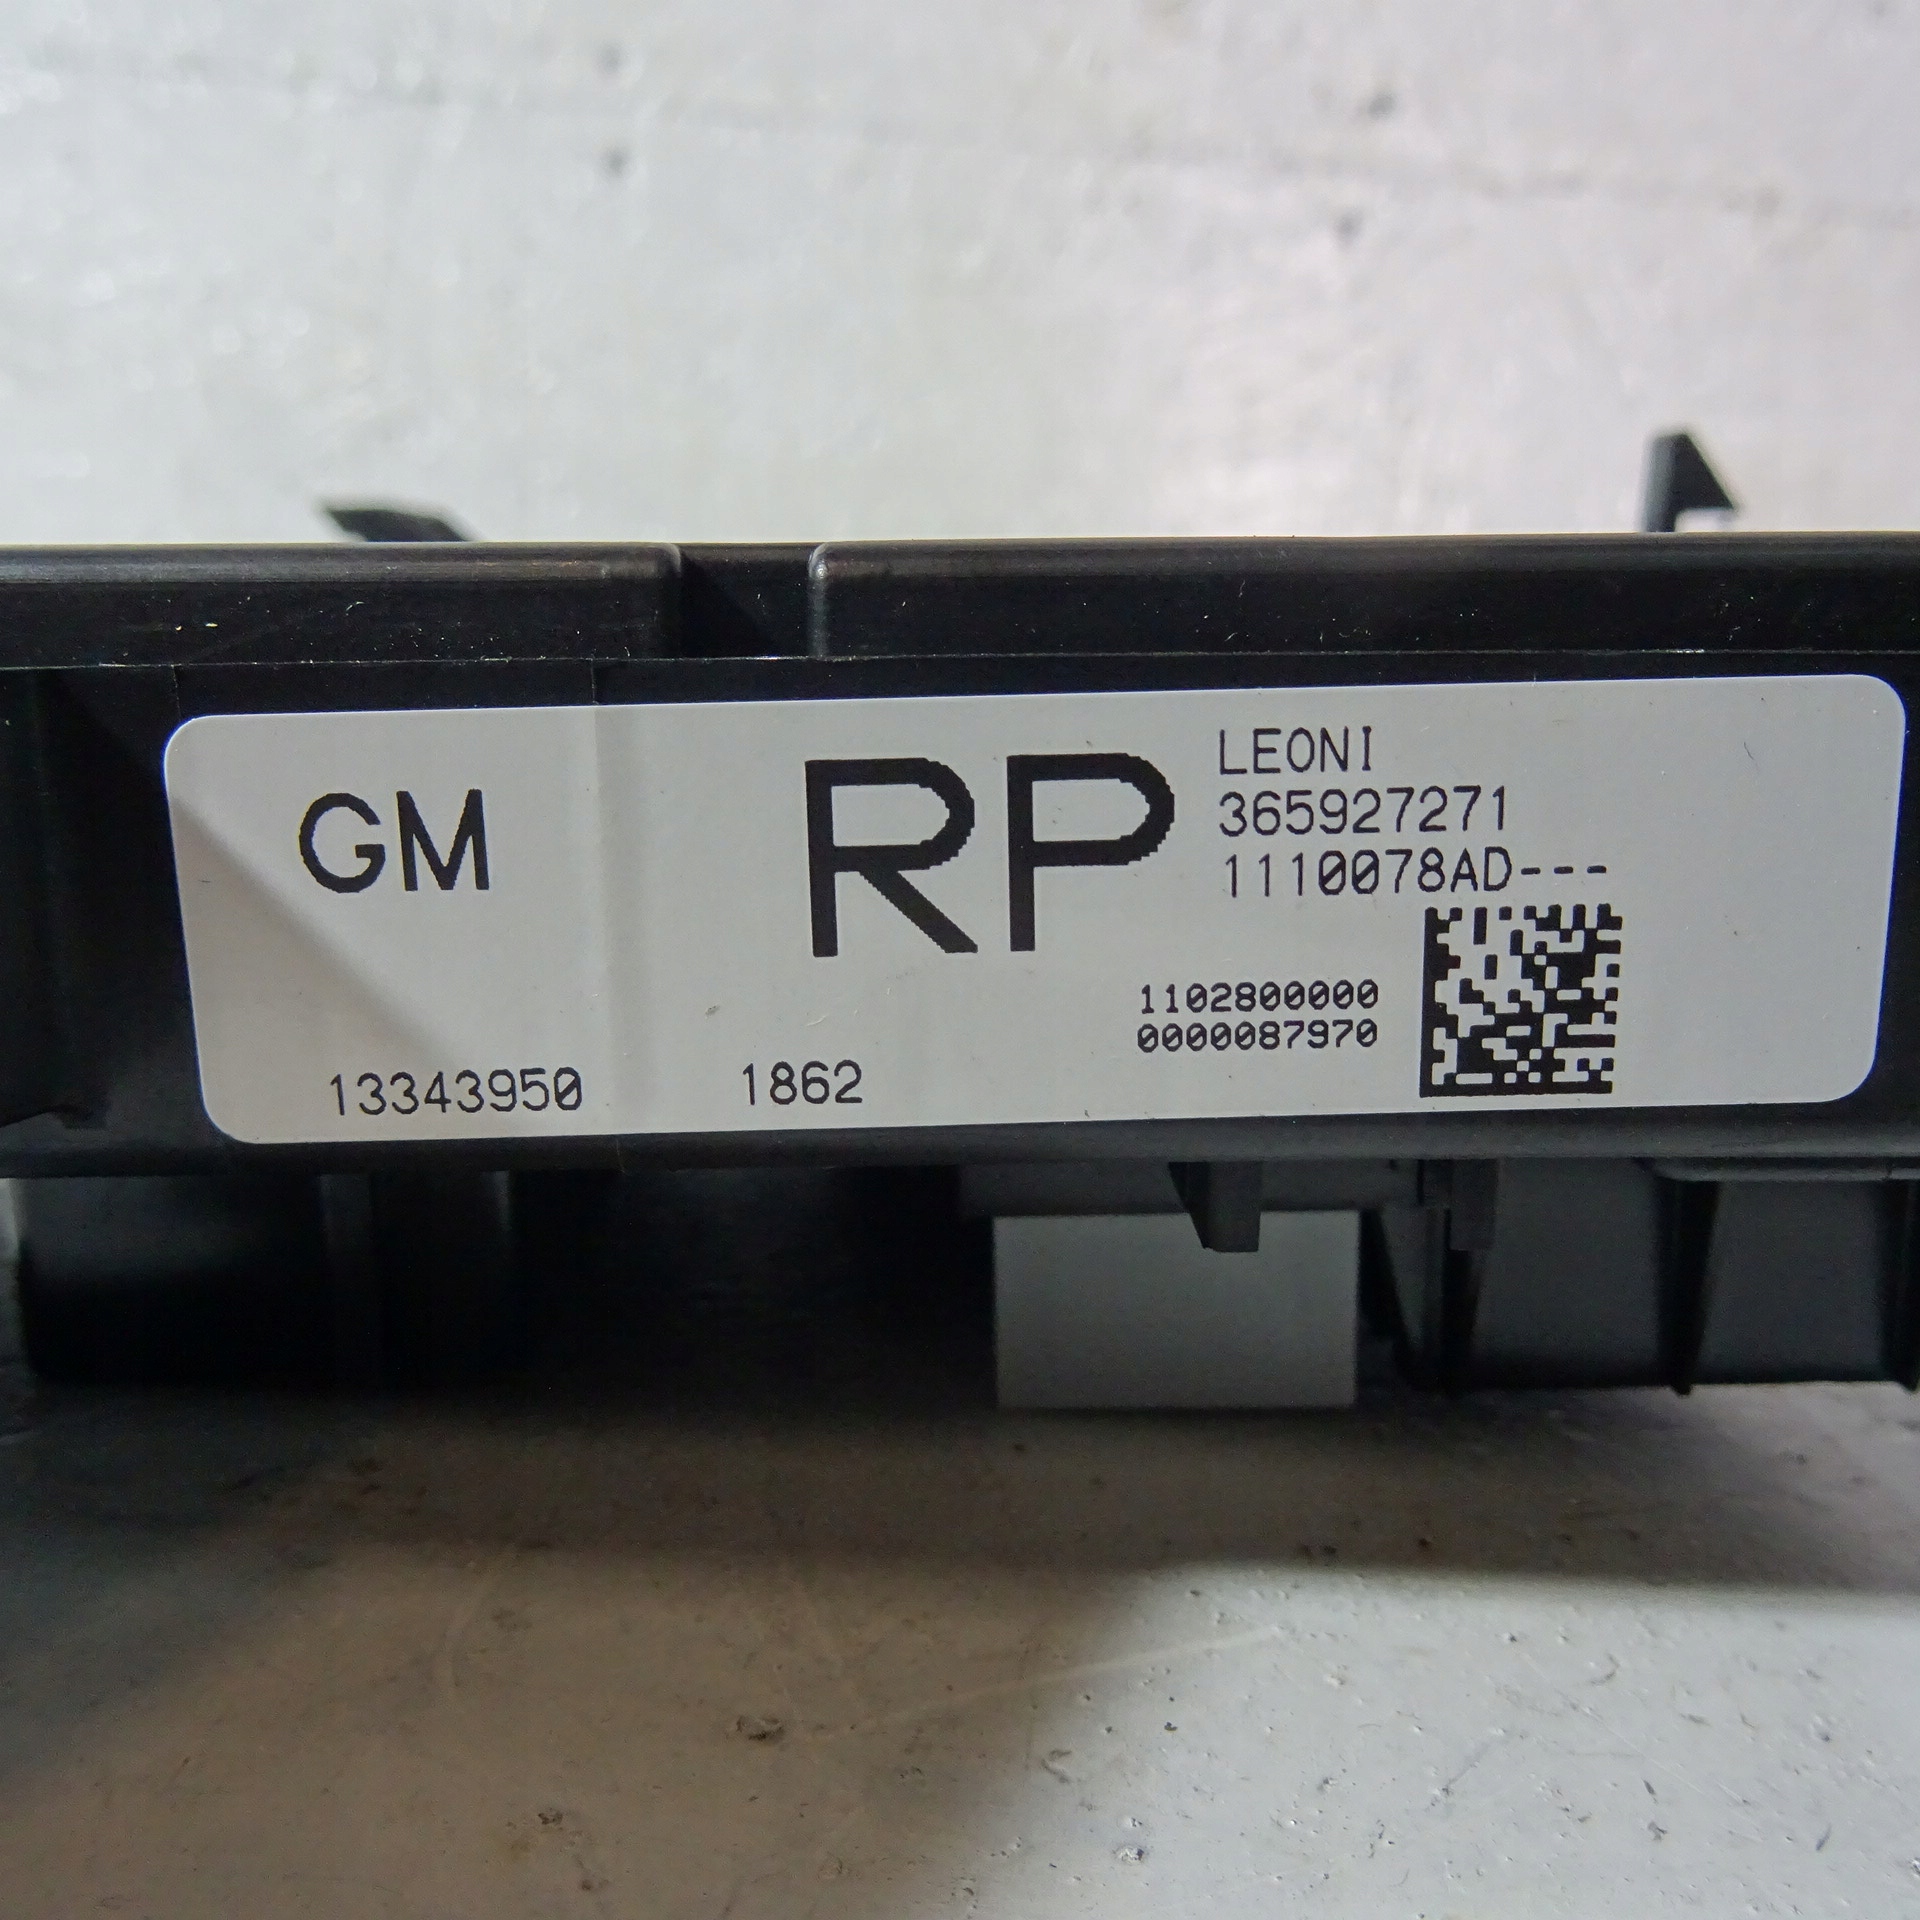 GM
RP
LEONI
365927271
1110078AD---
1102800000
0000087970
13343950
1862